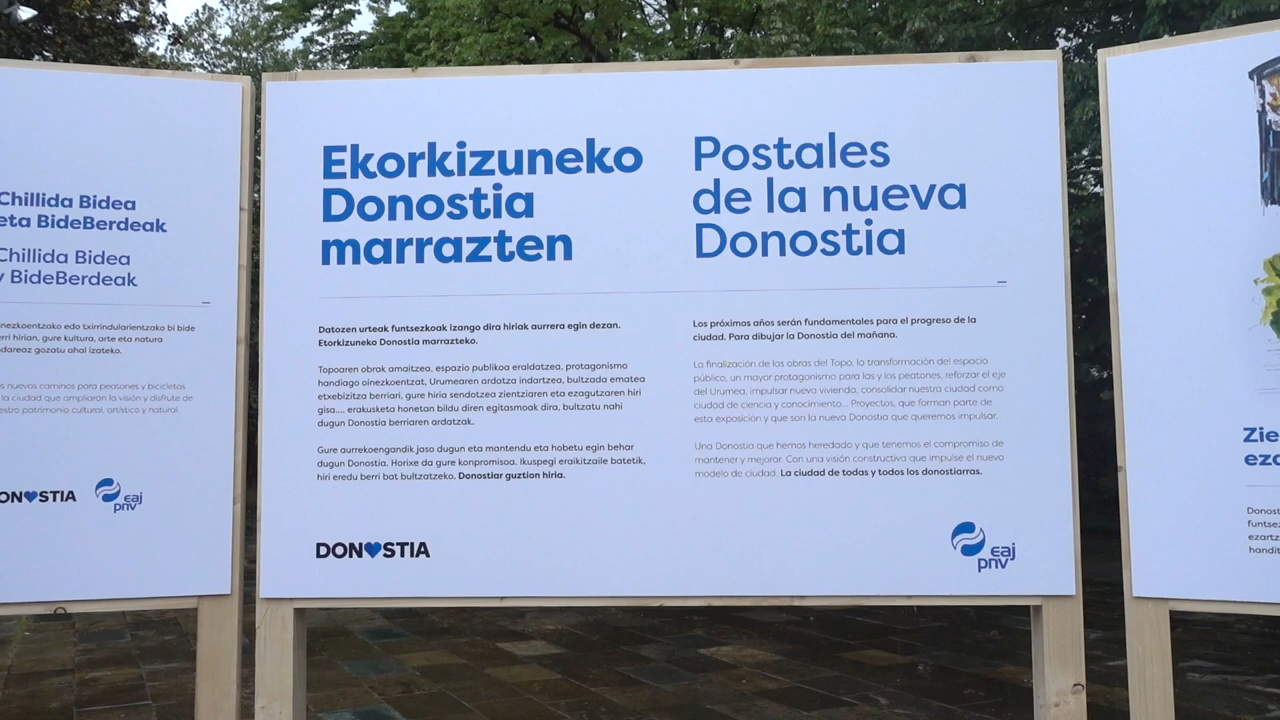 Chillida Bidea
eta BideBerdeak
Chillida Bidea
y BideBerdeak
inezkoentzako edo txirrindularientzako bi bide
erri hirian, gure kultura, arte eta natura
ndareaz gozatu ahal izateko.
s nuevos caminos para peatones y bicicletas
la ciudad que ampliarán la visión y disfrute de
estro patrimonio cultural, artístico y natural.
ON STIA
eaj
pnv
Ekorkizuneko
Donostia
marrazten
Datozen urteak funtsezkoak izango dira hiriak aurrera egin dezan.
Etorkizuneko Donostia marrazteko.
Topoaren obrak amaitzea, espazio publikoa eraldatzea, protagonismo
handiago oinezkoentzat, Urumearen ardatza indartzea, bultzada ematea
etxebizitza berriari, gure hiria sendotzea zientziaren eta ezagutzaren hiri
gisa.... erakusketa honetan bildu diren egitasmoak dira, bultzatu nahi
dugun Donostia berriaren ardatzak.
Gure aurrekoengandik jaso dugun eta mantendu eta hobetu egin behar
dugun Donostia. Horixe da gure konpromisoa. Ikuspegi eraikitzaile batetik,
hiri eredu berri bat bultzatzeko. Donostiar guztion hiria.
DON STIA
Postales
de la nueva
Donostia
Los próximos años serán fundamentales para el progreso de la
ciudad. Para dibujar la Donostia del mañana.
La finalización de las obras del Topo, la transformación del espacio
público, un mayor protagonismo para las y los peatones, reforzar el eje
del Urumea, impulsar nueva vivienda, consolidar nuestra ciudad como
ciudad de ciencia y conocimiento... Proyectos, que forman parte de
esta exposición y que son la nueva Donostia que queremos impulsar.
Una Donostia que hemos heredado y que tenemos el compromiso de
mantener y mejorar. Con una visión constructiva que impulse el nuevo
modelo de ciudad. La ciudad de todas y todos los donostiarras.
eaj
pnv
Zie
eza
Donost
funtsez
ezartz
handit